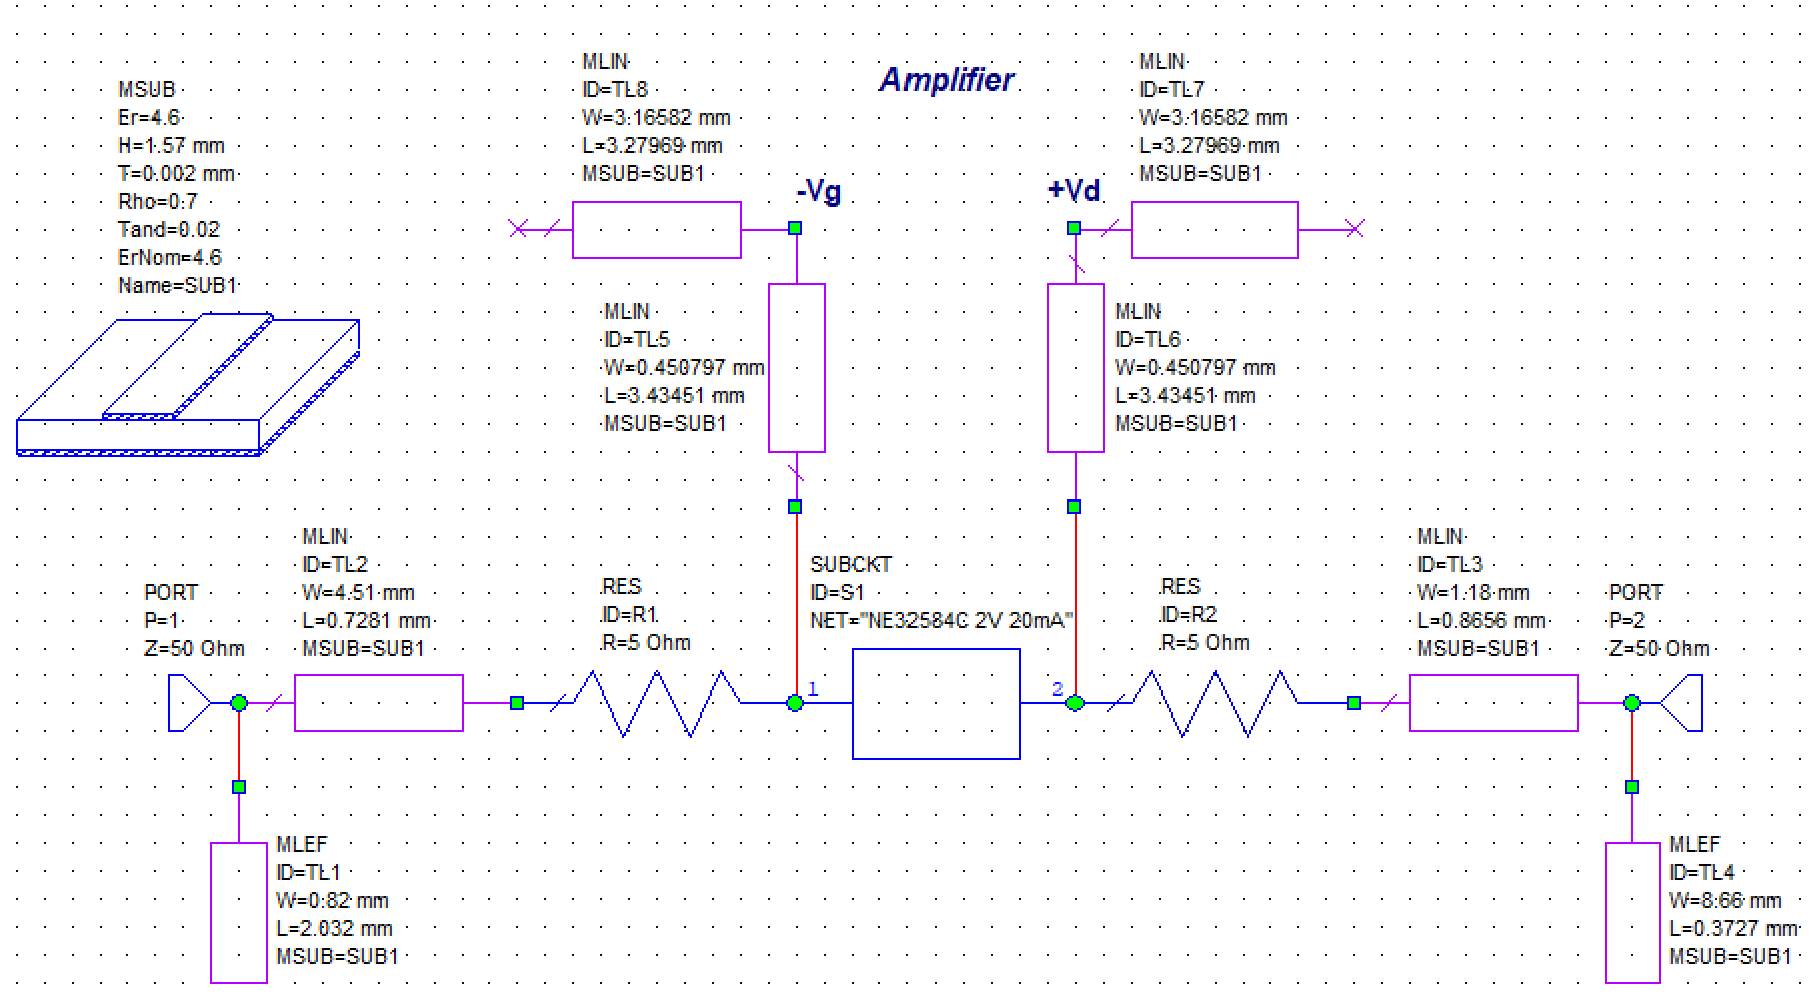 Amplifier
MSUB
Er=4.6
H=1.57 mm
T=0.002 mm
Rho=0.7
Tand=0.02
ErNom=4.6
Name=SUB1
MLIN
ID=TL8
W=3.16582 mm
L=3.27969 mm
MSUB=SUB1
MLIN
ID=TL7
W=3.16582 mm
L=3.27969 mm
MSUB=SUB1
-Vg
+Vd
MLIN
ID=TL5
W=0.450797 mm
L=3.43451 mm
MSUB=SUB1
MLIN
ID=TL6
W=0.450797 mm
L=3.43451 mm
MSUB=SUB1
PORT
P=1
Z=50 Ohm
MLIN
ID=TL2
W=4.51 mm
L=0.7281 mm
MSUB=SUB1
RES
ID=R1
R=5 Ohm
SUBCKT
ID=S1
NET="NE32584C 2V 20mA"
1
2
RES
ID=R2
R=5 Ohm
MLIN
ID=TL3
W=1.18 mm
L=0.8656 mm
MSUB=SUB1
PORT
P=2
Z=50 Ohm
MLEF
ID=TL1
W=0.82 mm
L=2.032 mm
MSUB=SUB1
MLEF
ID=TL4
W=8.66 mm
L=0.3727 mm
MSUB=SUB1